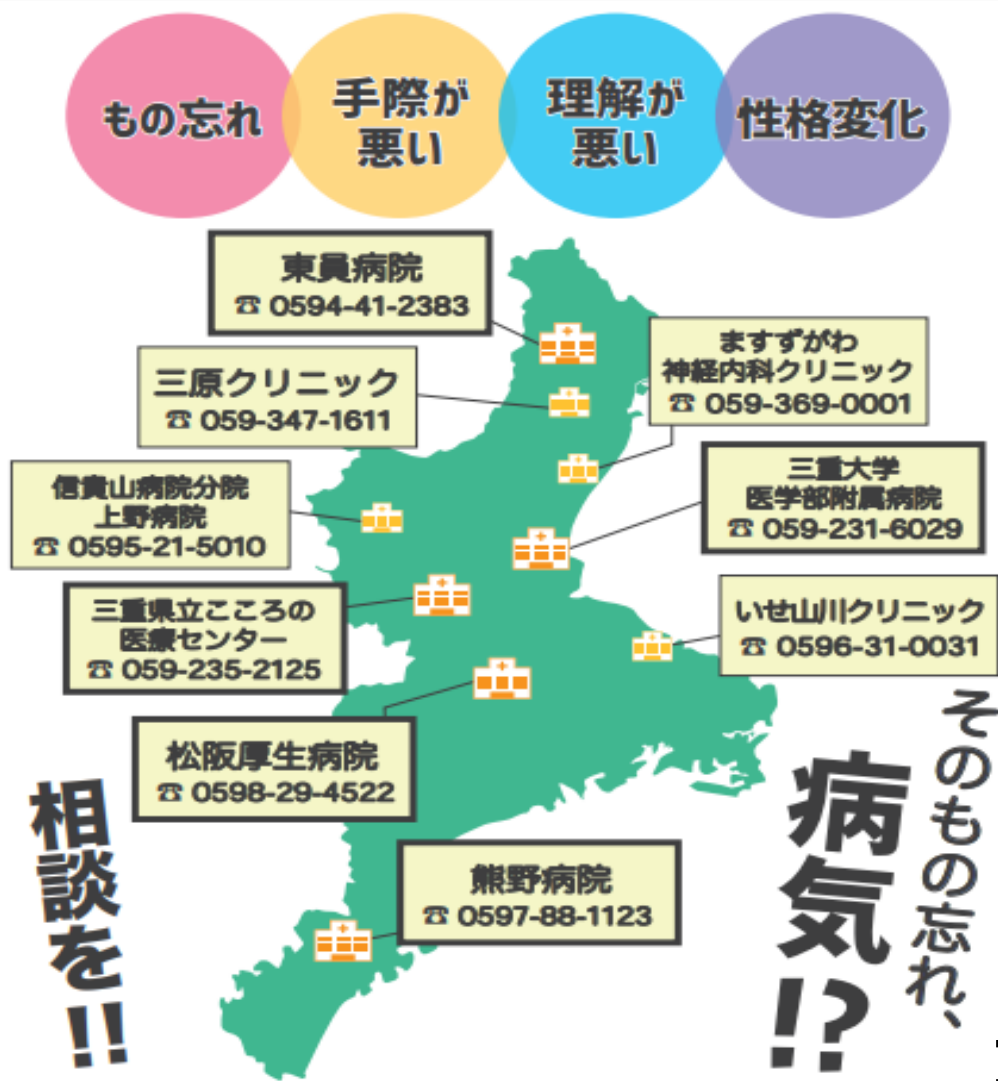 もの忘れ
手際が
悪い
理解が
悪い
性格変化
東員病院
☎ 0594-41-2383
ますずがわ
神経内科クリニック
☎ 059-369-0001
三原クリニック
☎ 059-347-1611
三重大学
医学部附属病院
☎ 059-231-6029
信貴山病院分院
上野病院
☎ 0595-21-5010
三重県立こころの
医療センター
☎ 059-235-2125
いせ山川クリニック
☎ 0596-31-0031
松阪厚生病院
☎ 0598-29-4522
熊野病院
☎ 0597-88-1123
そのもの忘れ、
病気!?
相談を!!